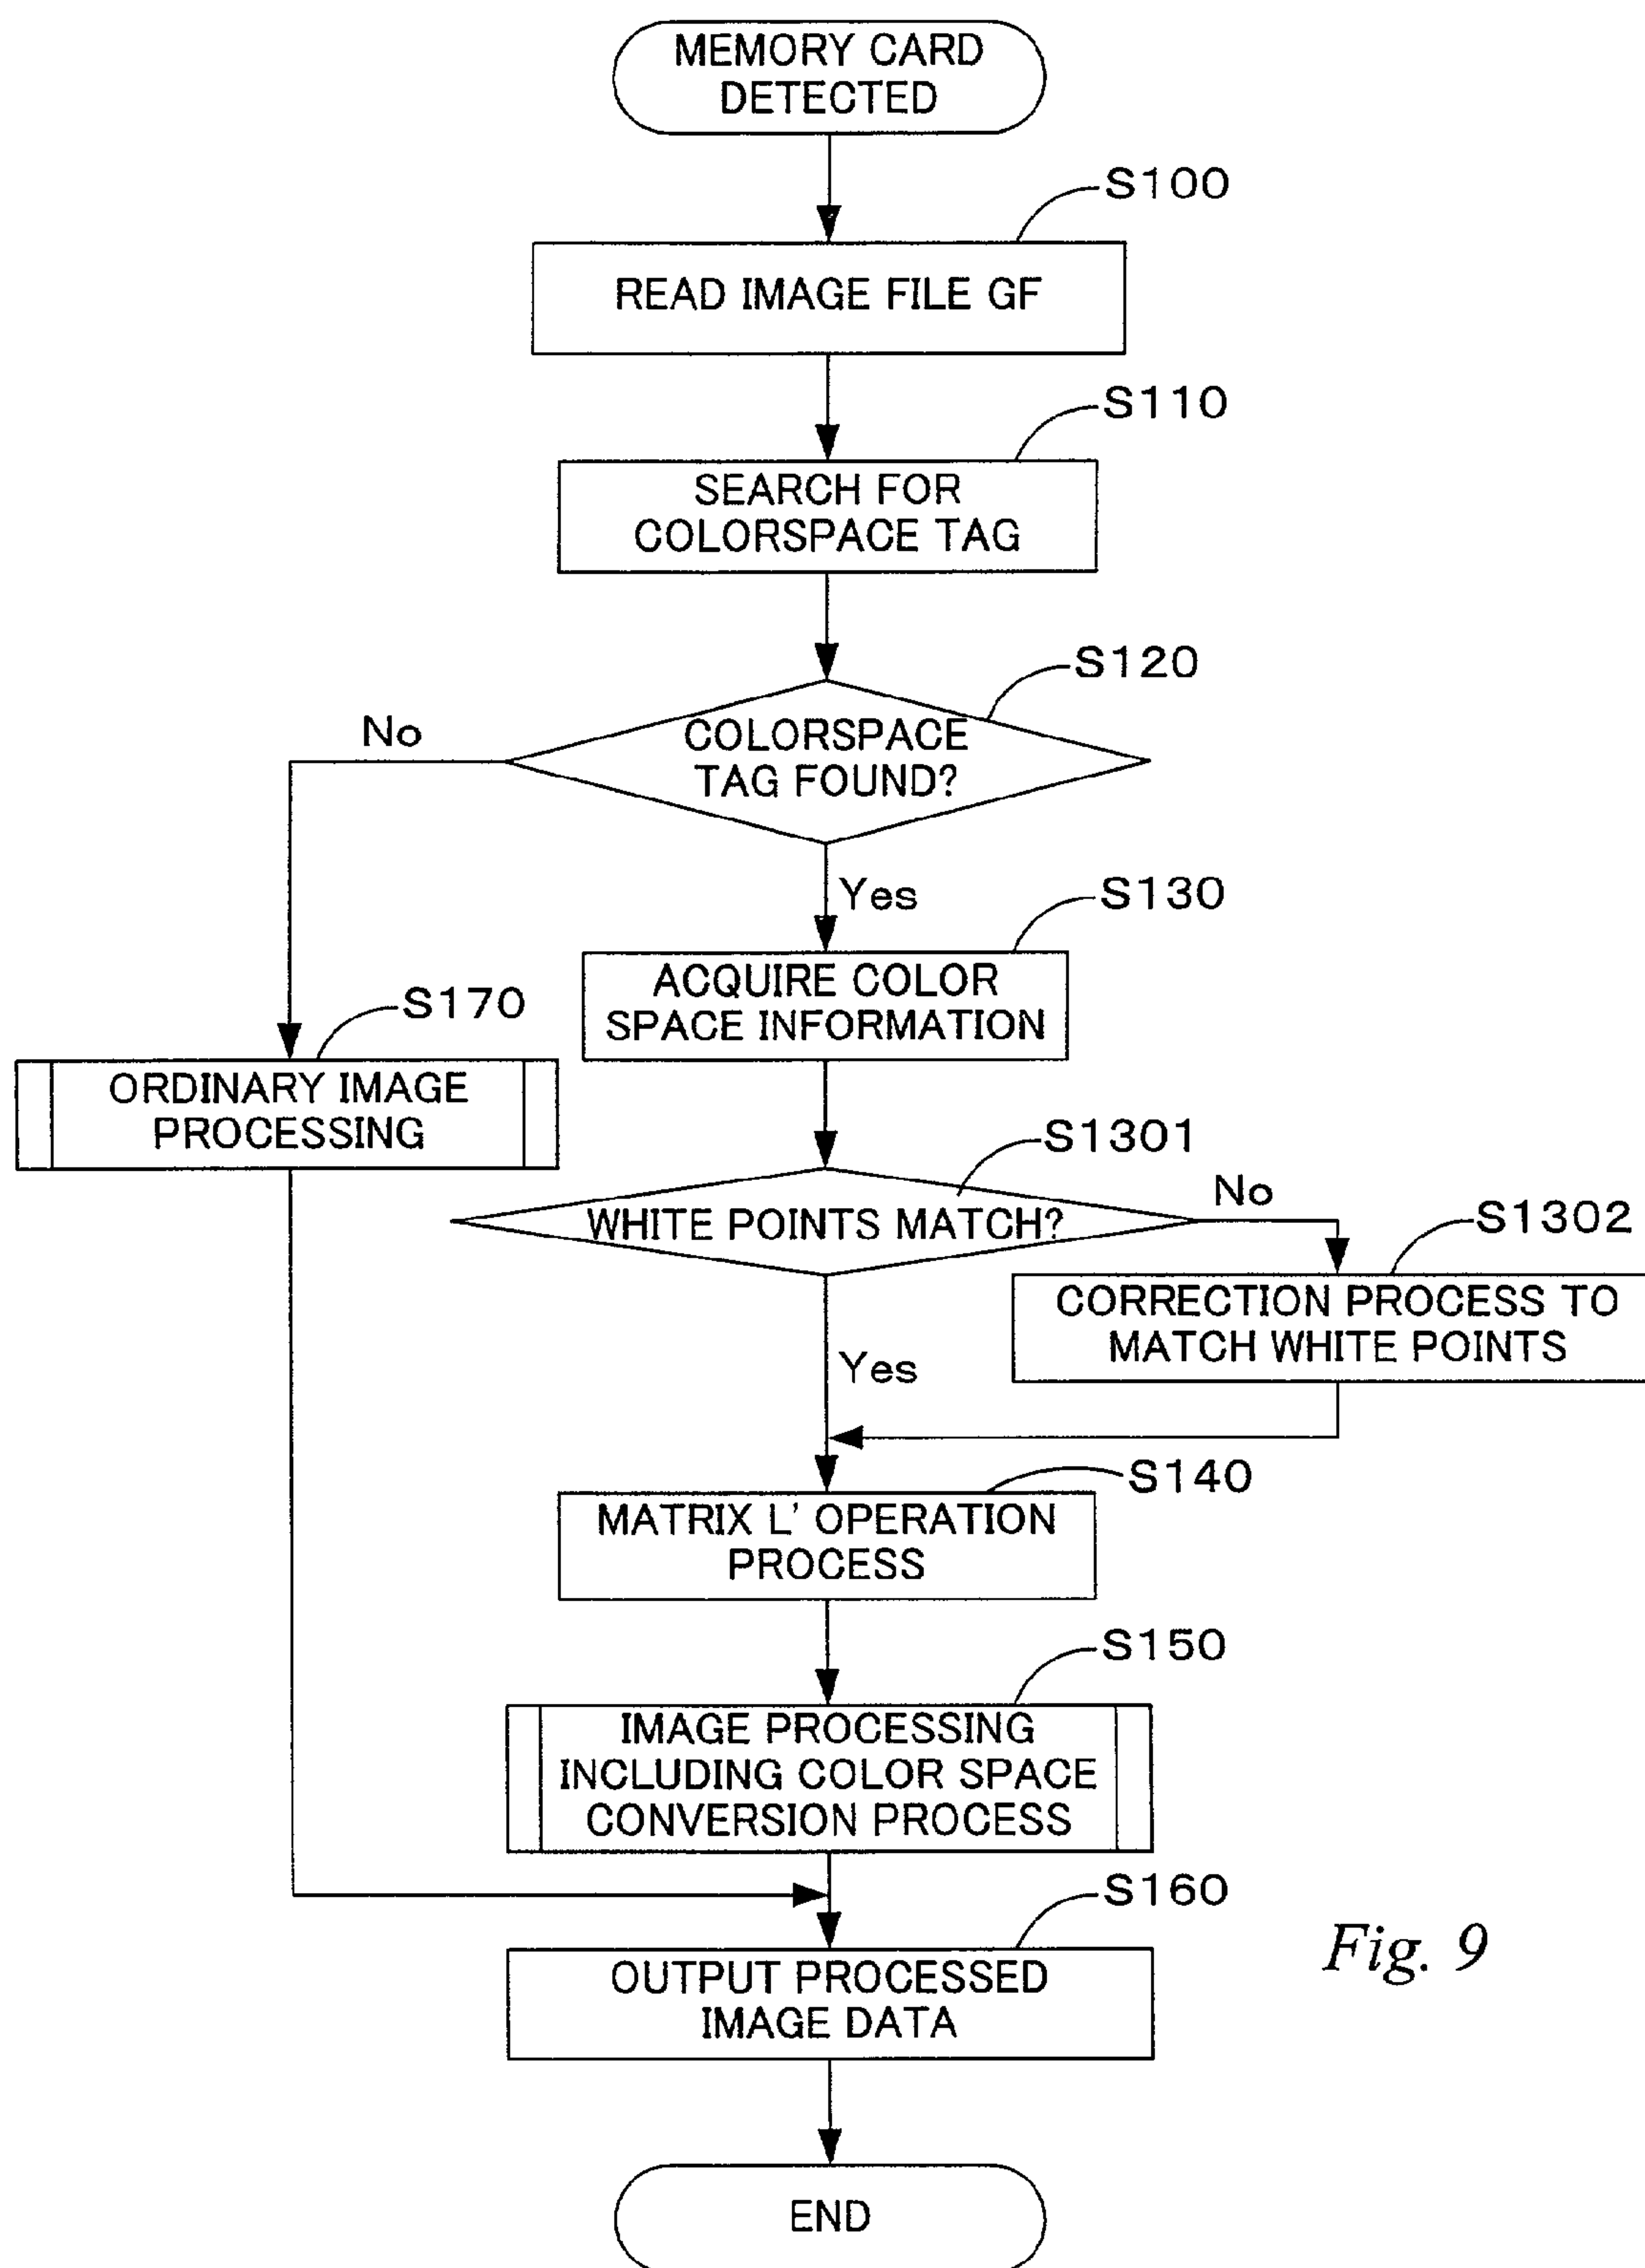 MEMORY CARD
DETECTED
S100
READ IMAGE FILE GF
S110
SEARCH FOR
COLORSPACE TAG
S120
No
COLORSPACE
TAG FOUND?
Yes
S130
ACQUIRE COLOR
SPACE INFORMATION
S170
ORDINARY IMAGE
PROCESSING
S1301
WHITE POINTS MATCH?
No
S1302
CORRECTION PROCESS TO
MATCH WHITE POINTS
Yes
S140
MATRIX L' OPERATION
PROCESS
S150
IMAGE PROCESSING
INCLUDING COLOR SPACE
CONVERSION PROCESS
S160
OUTPUT PROCESSED
IMAGE DATA
Fig. 9
END